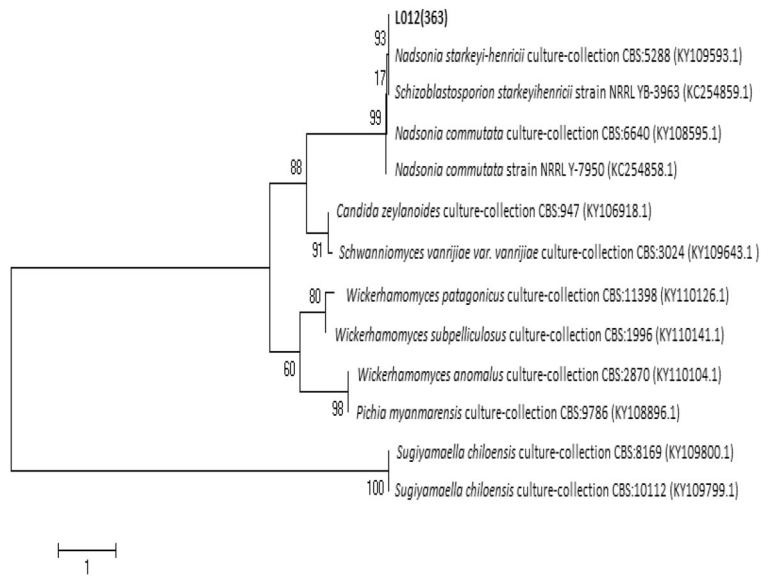 L012(363)
93
Nadsonia starkeyi-henricii culture-collection CBS:5288 (KY109593.1)
17
Schizoblastosporion starkeyihenricii strain NRRL YB-3963 (KC254859.1)
99
Nadsonia commutata culture-collection CBS:6640 (KY108595.1)
88
Nadsonia commutata strain NRRL Y-7950 (KC254858.1)
Candida zeylanoides culture-collection CBS:947 (KY106918.1)
91
Schwanniomyces vanrijiae var. vanrijiae culture-collection CBS:3024 (KY109643.1 )
80
Wickerhamomyces patagonicus culture-collection CBS:11398 (KY110126.1)
Wickerhamomyces subpelliculosus culture-collection CBS:1996 (KY110141.1)
60
Wickerhamomyces anomalus culture-collection CBS:2870 (KY110104.1)
98
Pichia myanmarensis culture-collection CBS:9786 (KY108896.1)
Sugiyamaella chiloensis culture-collection CBS:8169 (KY109800.1)
100
Sugiyamaella chiloensis culture-collection CBS:10112 (KY109799.1)
1